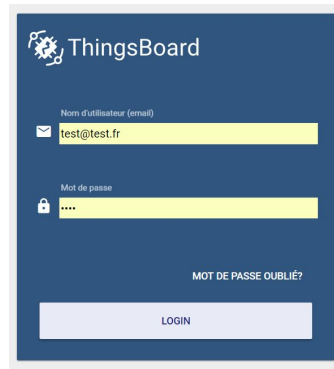 ThingsBoard
Nom d'utilisateur (email)
test@test.fr
Mot de passe
••••
MOT DE PASSE OUBLIÉ?
LOGIN